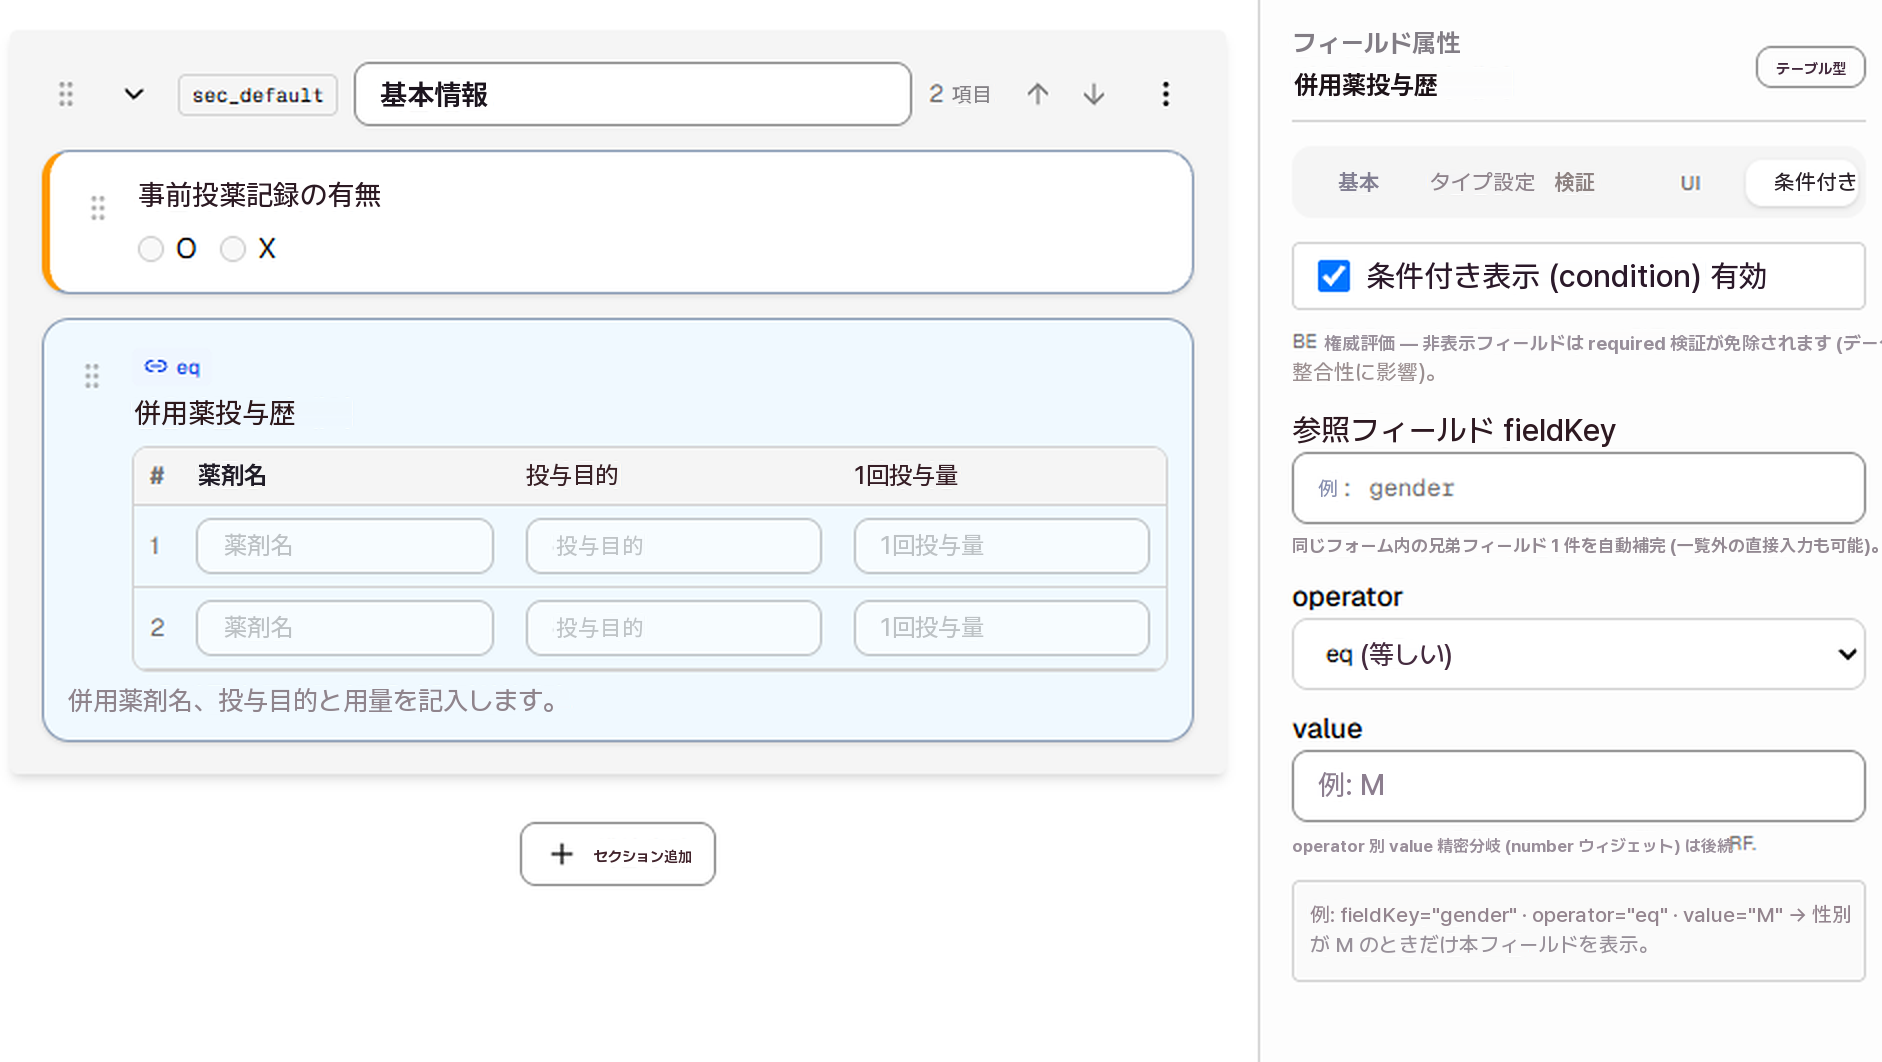 sec_default 基本情報 2 項目
事前投薬記録の有無
O X
eq
併用薬投与歴
# 薬剤名 投与目的 1回投与量
1 薬剤名 投与目的 1回投与量
2 薬剤名 投与目的 1回投与量
併用薬剤名、投与目的と用量を記入します。
+ セクション追加
フィールド属性
併用薬投与歴
テーブル型
基本 タイプ設定 検証 UI 条件付き
条件付き表示 (condition) 有効
BE 権威評価 — 非表示フィールドは required 検証が免除されます (デー
整合性に影響)。
参照フィールド fieldKey
例: gender
同じフォーム内の兄弟フィールド 1 件を自動補完 (一覧外の直接入力も可能)。
operator
eq (等しい)
value
例: M
operator 別 value 精密分岐 (number ウィジェット) は後続RF.
例: fieldKey="gender" · operator="eq" · value="M" → 性別
が M のときだけ本フィールドを表示。